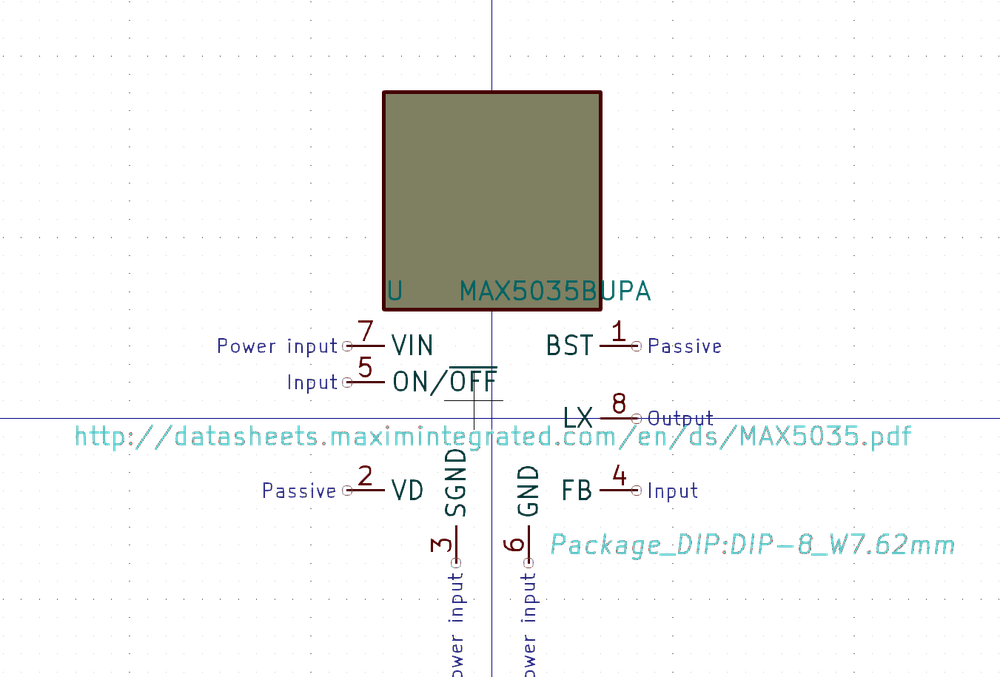 U MAX5035BUPA
Power input 7 VIN BST 1 Passive
Input 5 ON/OFF
LX 8 Output
http://datasheets.maximintegrated.com/en/ds/MAX5035.pdf
Passive 2 VD SGND GND FB 4 Input
3 6 Package_DIP:DIP-8_W7.62mm
ower input ower input